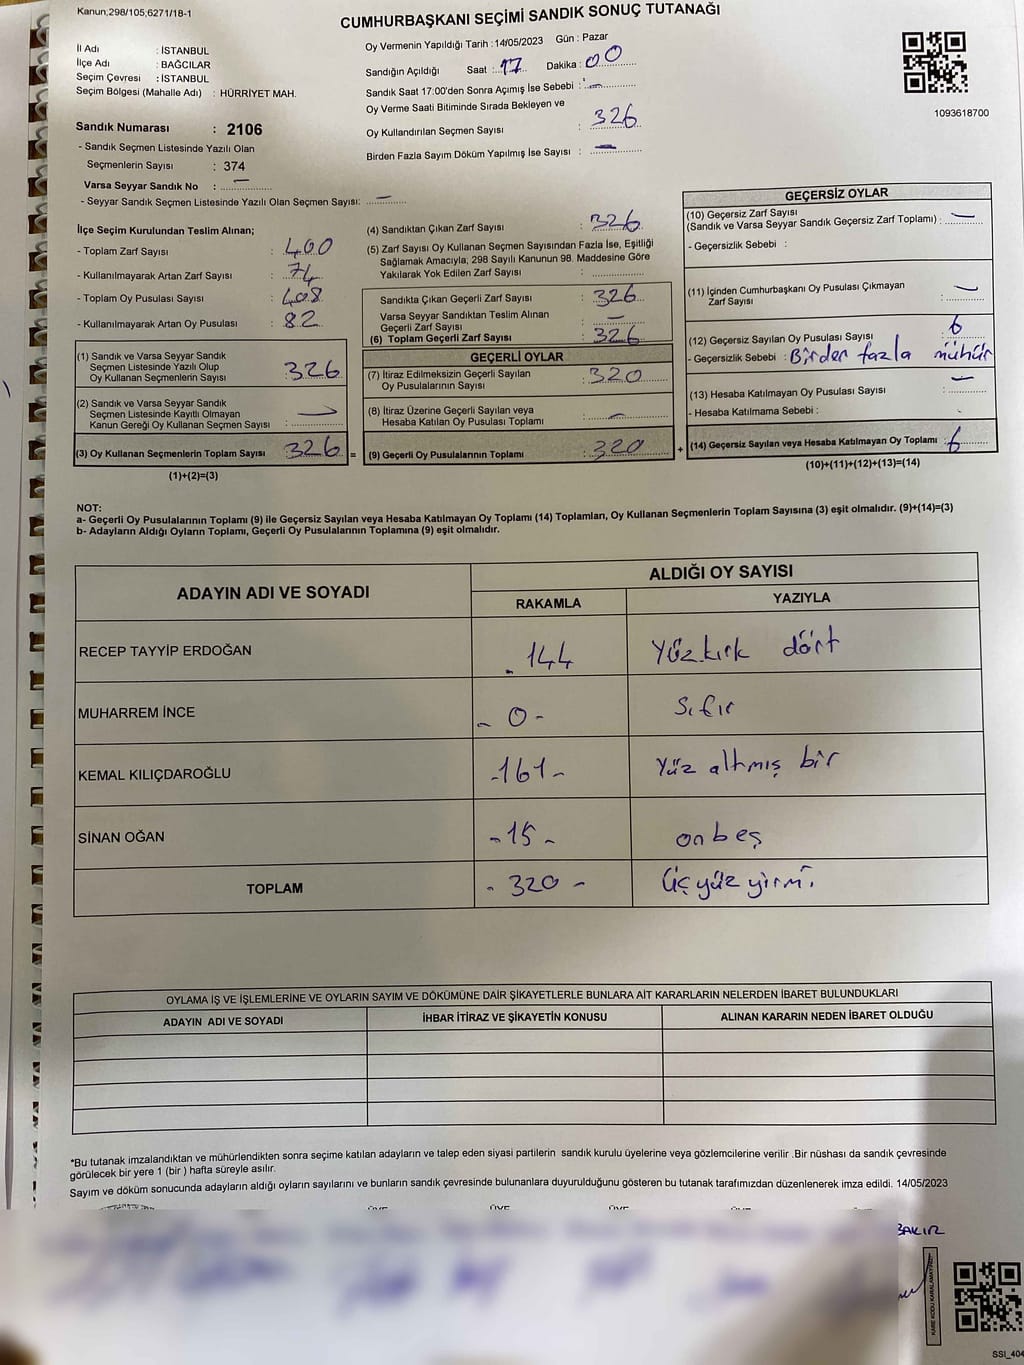 Kanun,298/105,6271/18-1
CUMHURBAŞKANI SEÇİMİ SANDIK SONUÇ TUTANAĞI
İl Adı : İSTANBUL
İlçe Adı : BAĞCILAR
Seçim Çevresi : İSTANBUL
Seçim Bölgesi (Mahalle Adı) : HÜRRİYET MAH.
Sandık Numarası : 2106
- Sandık Seçmen Listesinde Yazılı Olan
Seçmenlerin Sayısı : 374
Varsa Seyyar Sandık No : —
- Seyyar Sandık Seçmen Listesinde Yazılı Olan Seçmen Sayısı: —
Oy Vermenin Yapıldığı Tarih : 14/05/2023 Gün : Pazar
Sandığın Açıldığı Saat : 17 Dakika : 00
Sandık Saat 17:00'den Sonra Açımış İse Sebebi : —
Oy Verme Saati Bitiminde Sırada Bekleyen ve
Oy Kullandırılan Seçmen Sayısı : 326
Birden Fazla Sayım Döküm Yapılmış İse Sayısı : —
1093618700
İlçe Seçim Kurulundan Teslim Alınan;
- Toplam Zarf Sayısı : 400
- Kullanılmayarak Artan Zarf Sayısı : 74
- Toplam Oy Pusulası Sayısı : 408
- Kullanılmayarak Artan Oy Pusulası : 82
(1) Sandık ve Varsa Seyyar Sandık
Seçmen Listesinde Yazılı Olup
Oy Kullanan Seçmenlerin Sayısı : 326
(2) Sandık ve Varsa Seyyar Sandık
Seçmen Listesinde Kayıtlı Olmayan
Kanun Gereği Oy Kullanan Seçmen Sayısı : —
(3) Oy Kullanan Seçmenlerin Toplam Sayısı : 326 =
(1)+(2)=(3)
(4) Sandıktan Çıkan Zarf Sayısı : 326
(5) Zarf Sayısı Oy Kullanan Seçmen Sayısından Fazla İse, Eşitliği
Sağlamak Amacıyla, 298 Sayılı Kanunun 98. Maddesine Göre
Yakılarak Yok Edilen Zarf Sayısı :
Sandıkta Çıkan Geçerli Zarf Sayısı : 326
Varsa Seyyar Sandıktan Teslim Alınan
Geçerli Zarf Sayısı : —
(6) Toplam Geçerli Zarf Sayısı : 326
GEÇERLİ OYLAR
(7) İtiraz Edilmeksizin Geçerli Sayılan
Oy Pusulalarının Sayısı : 320
(8) İtiraz Üzerine Geçerli Sayılan veya
Hesaba Katılan Oy Pusulası Toplamı : —
(9) Geçerli Oy Pusulalarının Toplamı : 320 +
GEÇERSİZ OYLAR
(10) Geçersiz Zarf Sayısı
(Sandık ve Varsa Seyyar Sandık Geçersiz Zarf Toplamı) : —
- Geçersizlik Sebebi :
(11) İçinden Cumhurbaşkanı Oy Pusulası Çıkmayan
Zarf Sayısı : —
(12) Geçersiz Sayılan Oy Pusulası Sayısı : 6
- Geçersizlik Sebebi : Birden fazla mühür
(13) Hesaba Katılmayan Oy Pusulası Sayısı : —
- Hesaba Katılmama Sebebi :
(14) Geçersiz Sayılan veya Hesaba Katılmayan Oy Toplamı : 6
(10)+(11)+(12)+(13)=(14)
NOT:
a- Geçerli Oy Pusulalarının Toplamı (9) ile Geçersiz Sayılan veya Hesaba Katılmayan Oy Toplamı (14) Toplamları, Oy Kullanan Seçmenlerin Toplam Sayısına (3) eşit olmalıdır. (9)+(14)=(3)
b- Adayların Aldığı Oyların Toplamı, Geçerli Oy Pusulalarının Toplamına (9) eşit olmalıdır.
ADAYIN ADI VE SOYADI ALDIĞI OY SAYISI
RAKAMLA YAZIYLA
RECEP TAYYİP ERDOĞAN 144 Yüzkırk dört
MUHARREM İNCE - 0 - Sıfır
KEMAL KILIÇDAROĞLU -161- Yüz altmış bir
SİNAN OĞAN -15- onbeş
TOPLAM - 320 - Üçyüz yirmi
OYLAMA İŞ VE İŞLEMLERİNE VE OYLARIN SAYIM VE DÖKÜMÜNE DAİR ŞİKAYETLERLE BUNLARA AİT KARARLARIN NELERDEN İBARET BULUNDUKLARI
ADAYIN ADI VE SOYADI İHBAR İTİRAZ VE ŞİKAYETİN KONUSU ALINAN KARARIN NEDEN İBARET OLDUĞU
*Bu tutanak imzalandıktan ve mühürlendikten sonra seçime katılan adayların ve talep eden siyasi partilerin sandık kurulu üyelerine veya gözlemcilerine verilir .Bir nüshası da sandık çevresinde
görülecek bir yere 1 (bir ) hafta süreyle asılır.
Sayım ve döküm sonucunda adayların aldığı oyların sayılarını ve bunların sandık çevresinde bulunanlara duyurulduğunu gösteren bu tutanak tarafımızdan düzenlenerek imza edildi. 14/05/2023
ÜYE ÜYE ÜYE
KARE KODU KARALAMAYINIZ
SSI_404